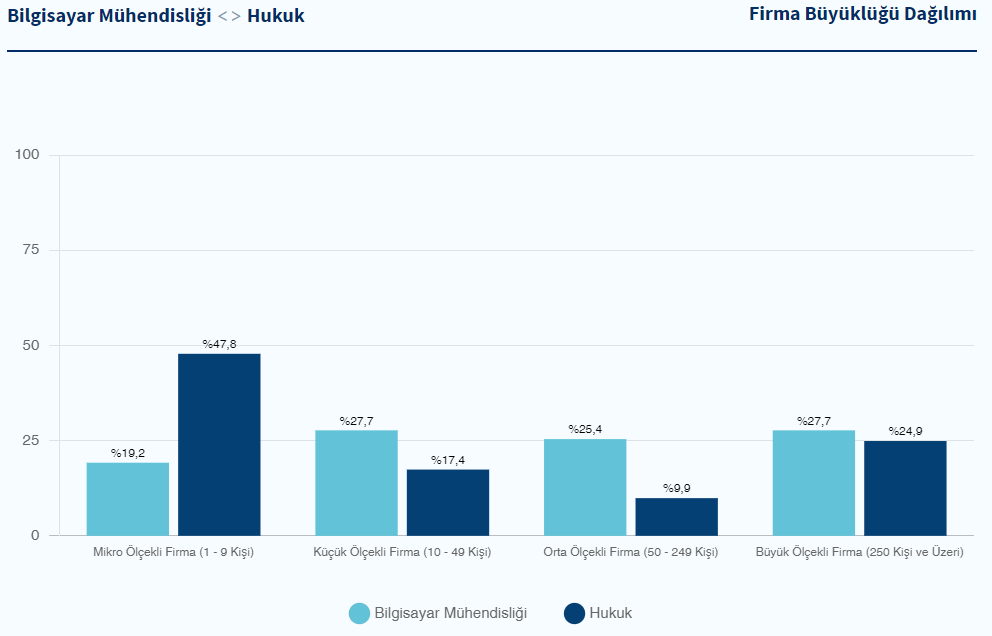 Bilgisayar Mühendisliği <> Hukuk
Firma Büyüklüğü Dağılımı
100
75
50
25
0
%19,2
%47,8
%27,7
%17,4
%25,4
%9,9
%27,7
%24,9
Mikro Ölçekli Firma (1 - 9 Kişi)
Küçük Ölçekli Firma (10 - 49 Kişi)
Orta Ölçekli Firma (50 - 249 Kişi)
Büyük Ölçekli Firma (250 Kişi ve Üzeri)
Bilgisayar Mühendisliği
Hukuk